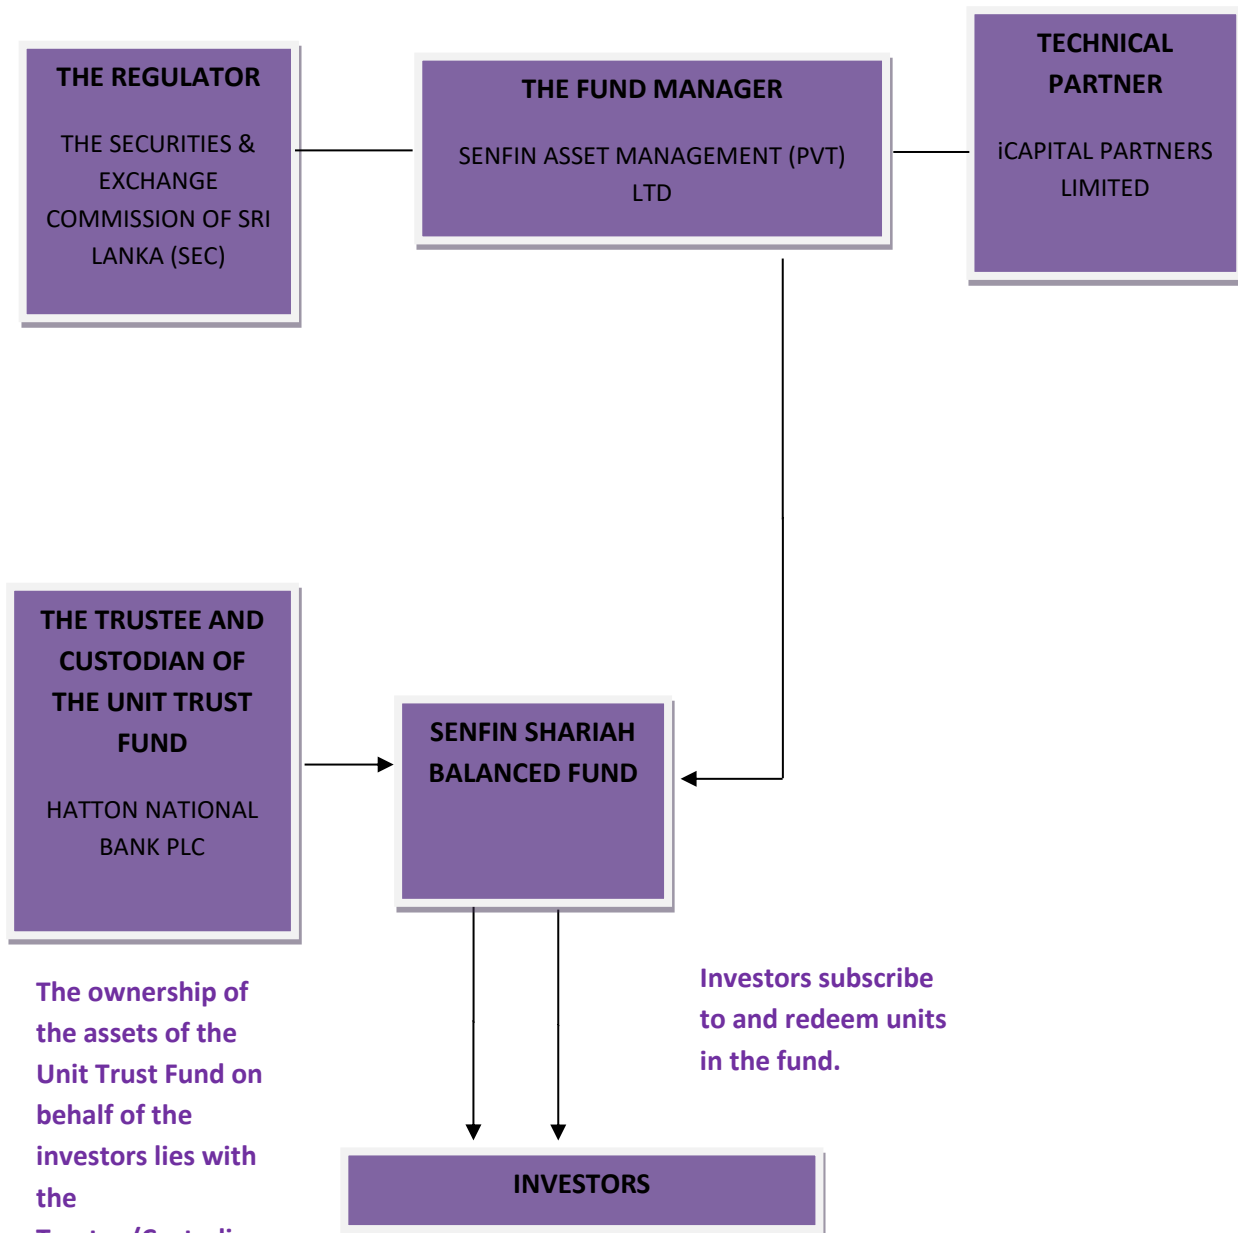 THE REGULATOR
THE SECURITIES &
EXCHANGE
COMMISSION OF SRI
LANKA (SEC)
THE FUND MANAGER
SENFIN ASSET MANAGEMENT (PVT)
LTD
TECHNICAL
PARTNER
iCAPITAL PARTNERS
LIMITED
THE TRUSTEE AND
CUSTODIAN OF
THE UNIT TRUST
FUND
HATTON NATIONAL
BANK PLC
SENFIN SHARIAH
BALANCED FUND
The ownership of
the assets of the
Unit Trust Fund on
behalf of the
investors lies with
the
Investors subscribe
to and redeem units
in the fund.
INVESTORS